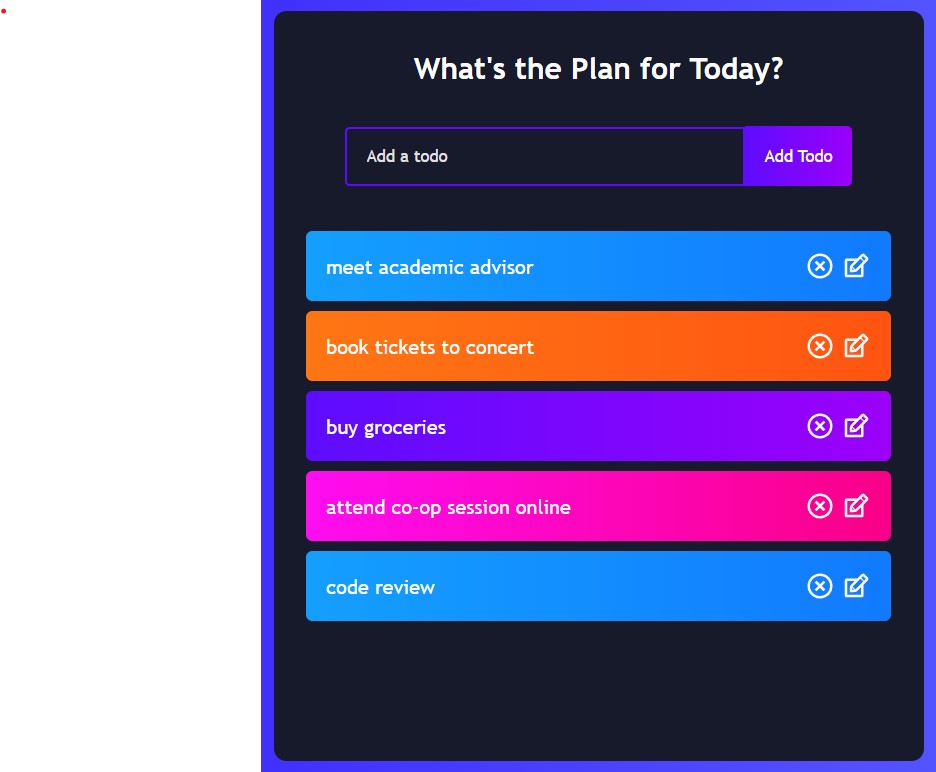 What's the Plan for Today?
Add a todo
Add Todo
meet academic advisor
book tickets to concert
buy groceries
attend co-op session online
code review